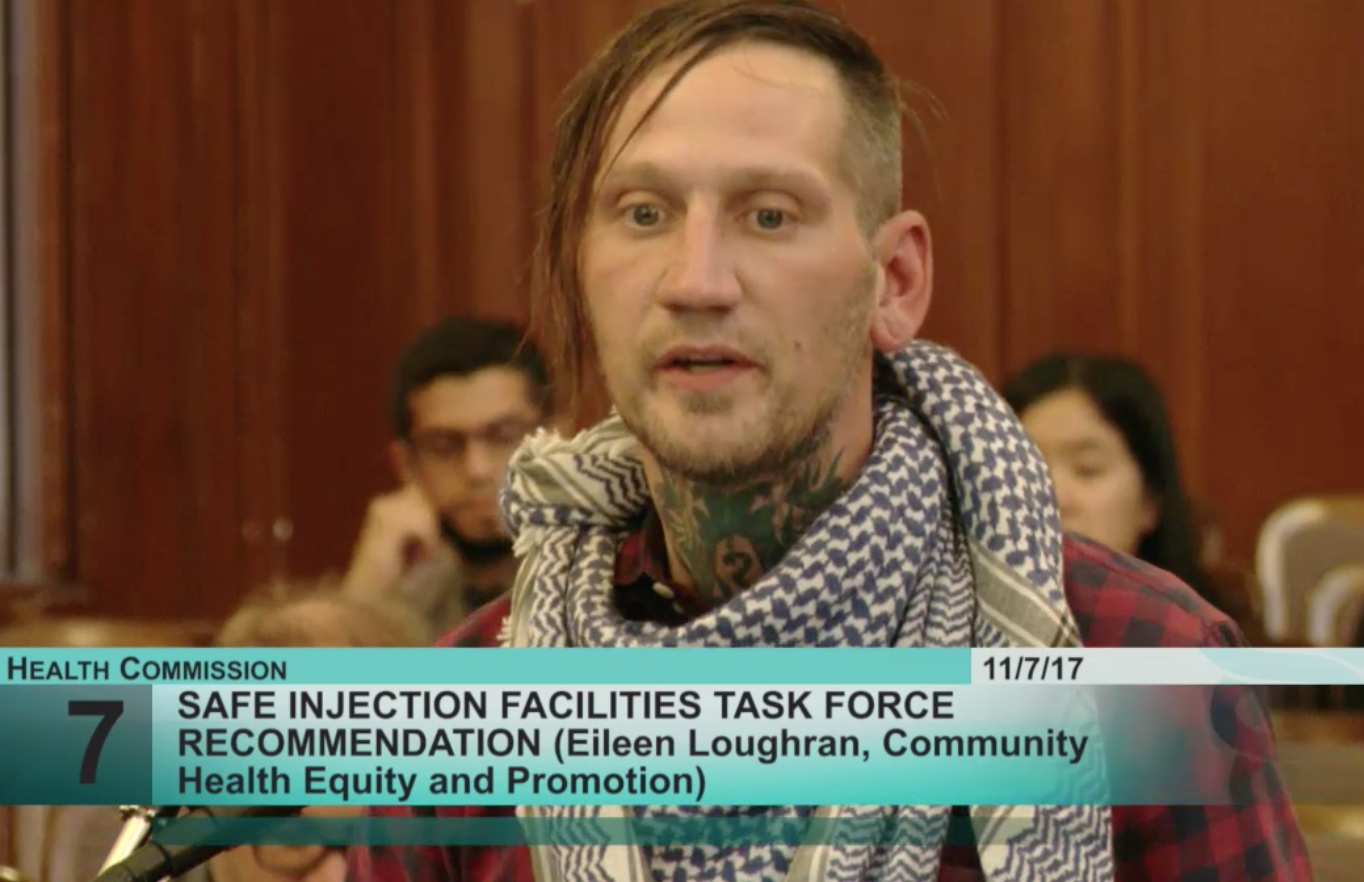 HEALTH COMMISSION 11/7/17
7 SAFE INJECTION FACILITIES TASK FORCE
RECOMMENDATION (Eileen Loughran, Community
Health Equity and Promotion)